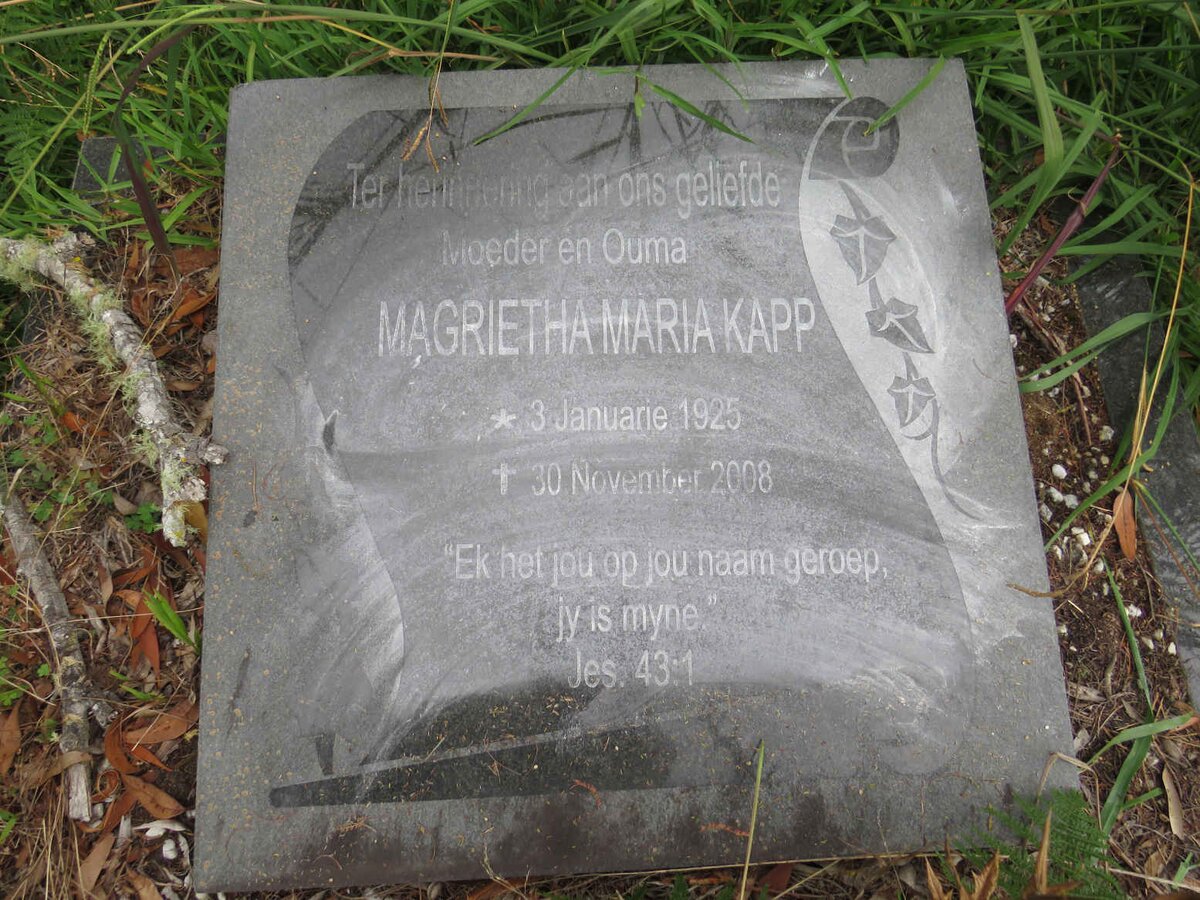 Ter herinnering aan ons geliefde
Moeder en Ouma
MAGRIETHA MARIA KAPP
* 3 Januarie 1925
† 30 November 2008
“Ek het jou op jou naam geroep,
jy is myne.”
Jes. 43:1